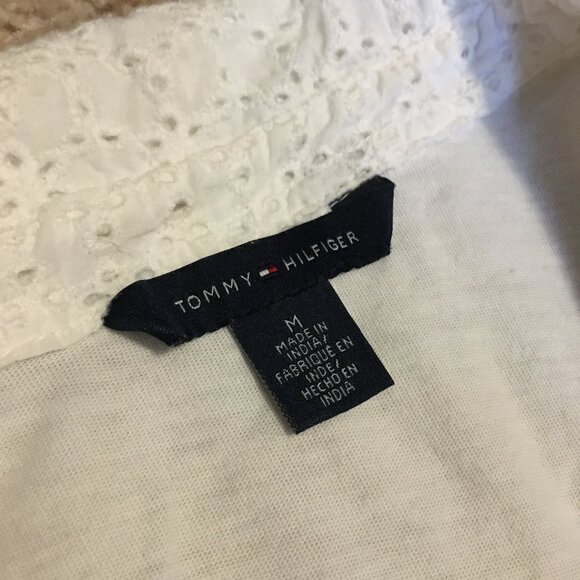 TOMMY HILFIGER
M
MADE IN
INDIA/
FABRIQUÉ EN
INDE/
HECHO EN
INDIA